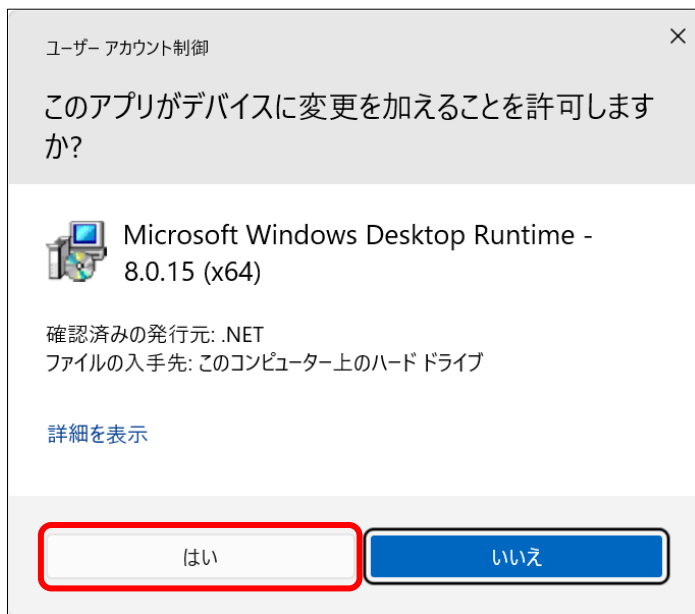 ユーザー アカウント制御
このアプリがデバイスに変更を加えることを許可します
か?
Microsoft Windows Desktop Runtime -
8.0.15 (x64)
確認済みの発行元: .NET
ファイルの入手先: このコンピューター上のハード ドライブ
詳細を表示
はい
いいえ